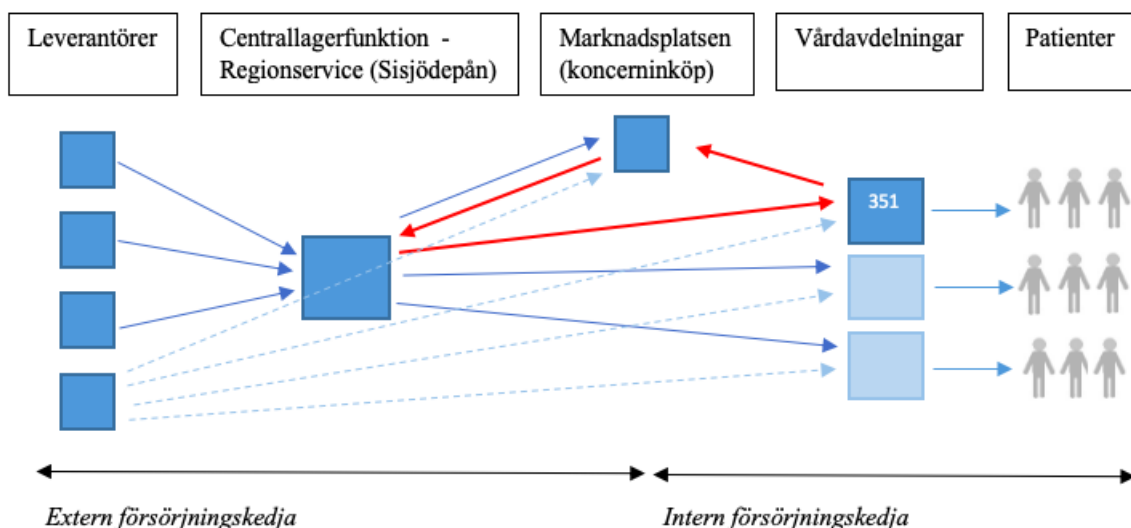 Leverantörer
Centrallagerfunktion -
Regionservice (Sisjödepån)
Marknadsplatsen
(koncerninköp)
Vårdavdelningar
Patienter
351
Extern försörjningskedja
Intern försörjningskedja